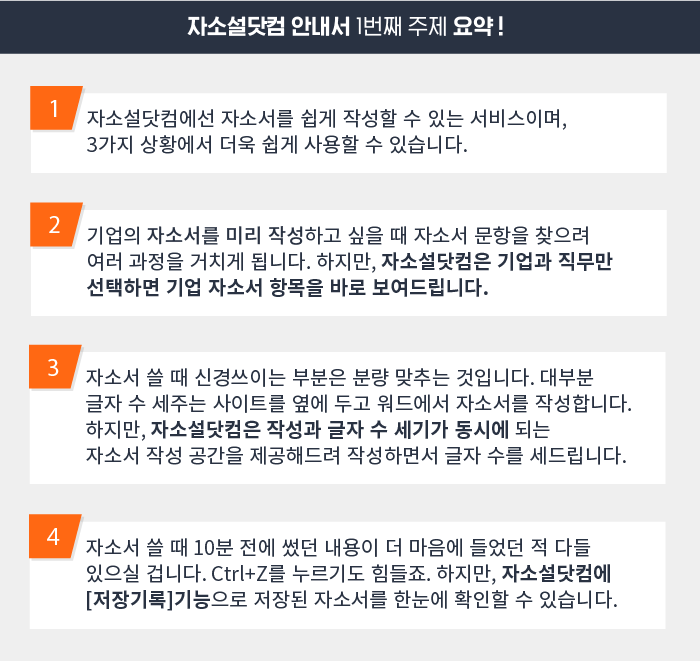 자소설닷컴 안내서 1번째 주제 요약 !
1
자소설닷컴에선 자소서를 쉽게 작성할 수 있는 서비스이며,
3가지 상황에서 더욱 쉽게 사용할 수 있습니다.
2
기업의 자소서를 미리 작성하고 싶을 때 자소서 문항을 찾으려
여러 과정을 거치게 됩니다. 하지만, 자소설닷컴은 기업과 직무만
선택하면 기업 자소서 항목을 바로 보여드립니다.
3
자소서 쓸 때 신경쓰이는 부분은 분량 맞추는 것입니다. 대부분
글자 수 세주는 사이트를 옆에 두고 워드에서 자소서를 작성합니다.
하지만, 자소설닷컴은 작성과 글자 수 세기가 동시에 되는
자소서 작성 공간을 제공해드려 작성하면서 글자 수를 세드립니다.
4
자소서 쓸 때 10분 전에 썼던 내용이 더 마음에 들었던 적 다들
있으실 겁니다. Ctrl+Z를 누르기도 힘들죠. 하지만, 자소설닷컴에
[저장기록]기능으로 저장된 자소서를 한눈에 확인할 수 있습니다.